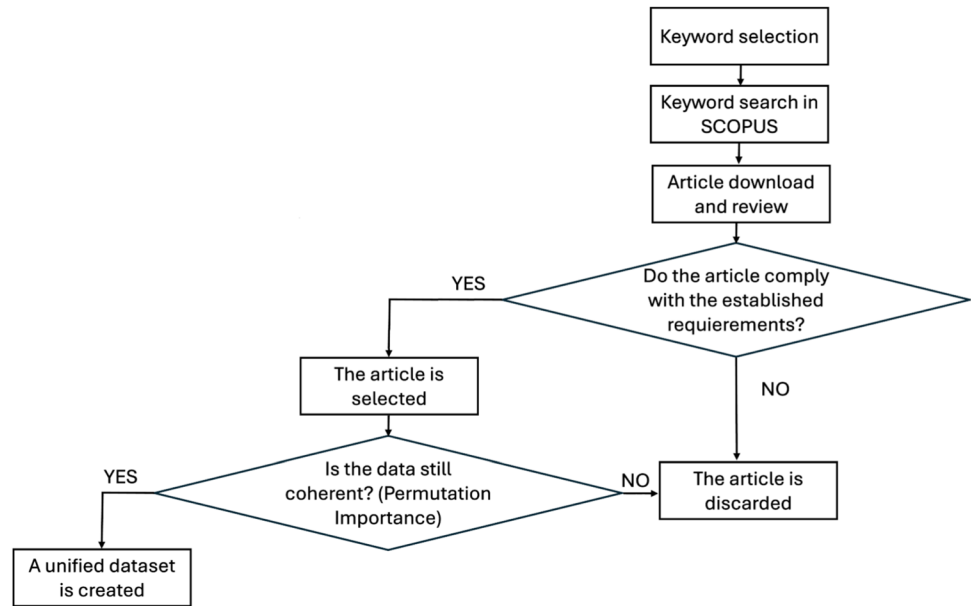 Keyword selection
Keyword search in
SCOPUS
Article download
and review
Do the article comply
with the established
requierements?
YES
NO
The article is
selected
Is the data still
coherent? (Permutation
Importance)
YES
NO
The article is
discarded
A unified dataset
is created